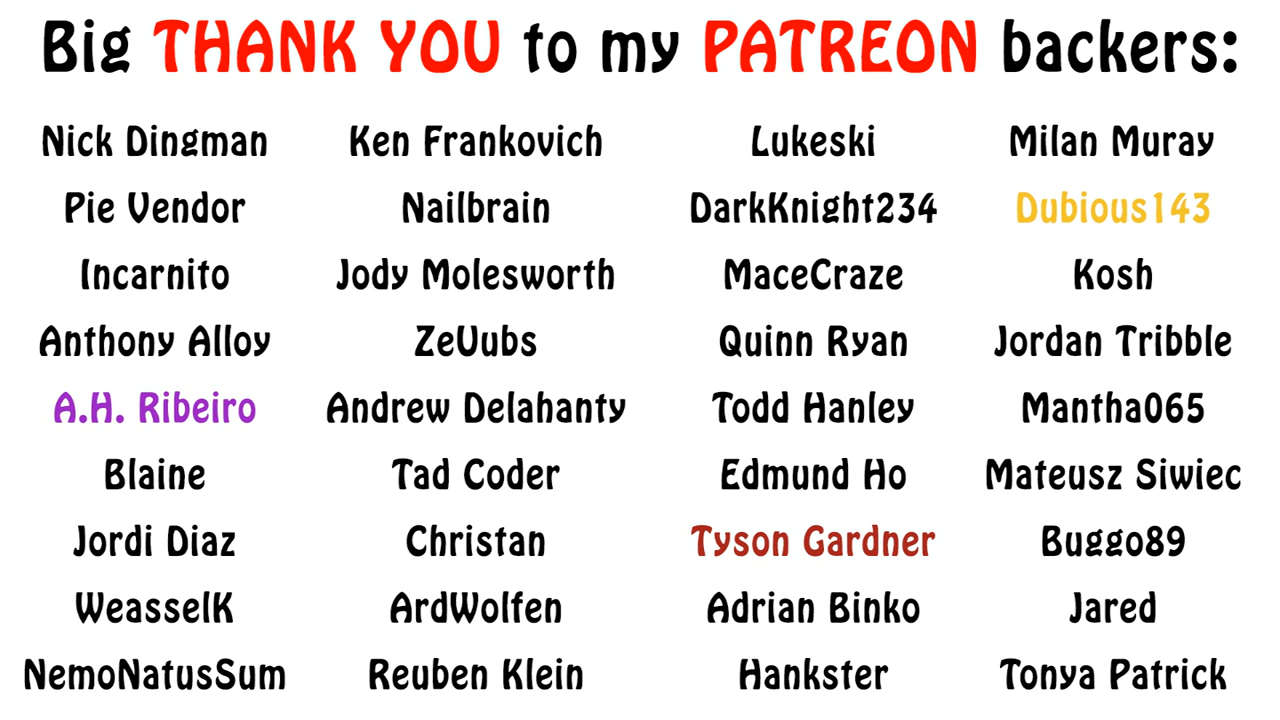 Big THANK YOU to my PATREON backers:
Nick Dingman Ken Frankovich Lukeski Milan Muray
Pie Vendor Nailbrain DarkKnight234 Dubious143
Incarnito Jody Molesworth MaceCraze Kosh
Anthony Alloy ZeVubs Quinn Ryan Jordan Tribble
A.H. Ribeiro Andrew Delahanty Todd Hanley Mantha065
Blaine Tad Coder Edmund Ho Mateusz Siwiec
Jordi Diaz Christan Tyson Gardner Buggo89
WeasselK ArdWolfen Adrian Binko Jared
NemoNatusSum Reuben Klein Hankster Tonya Patrick